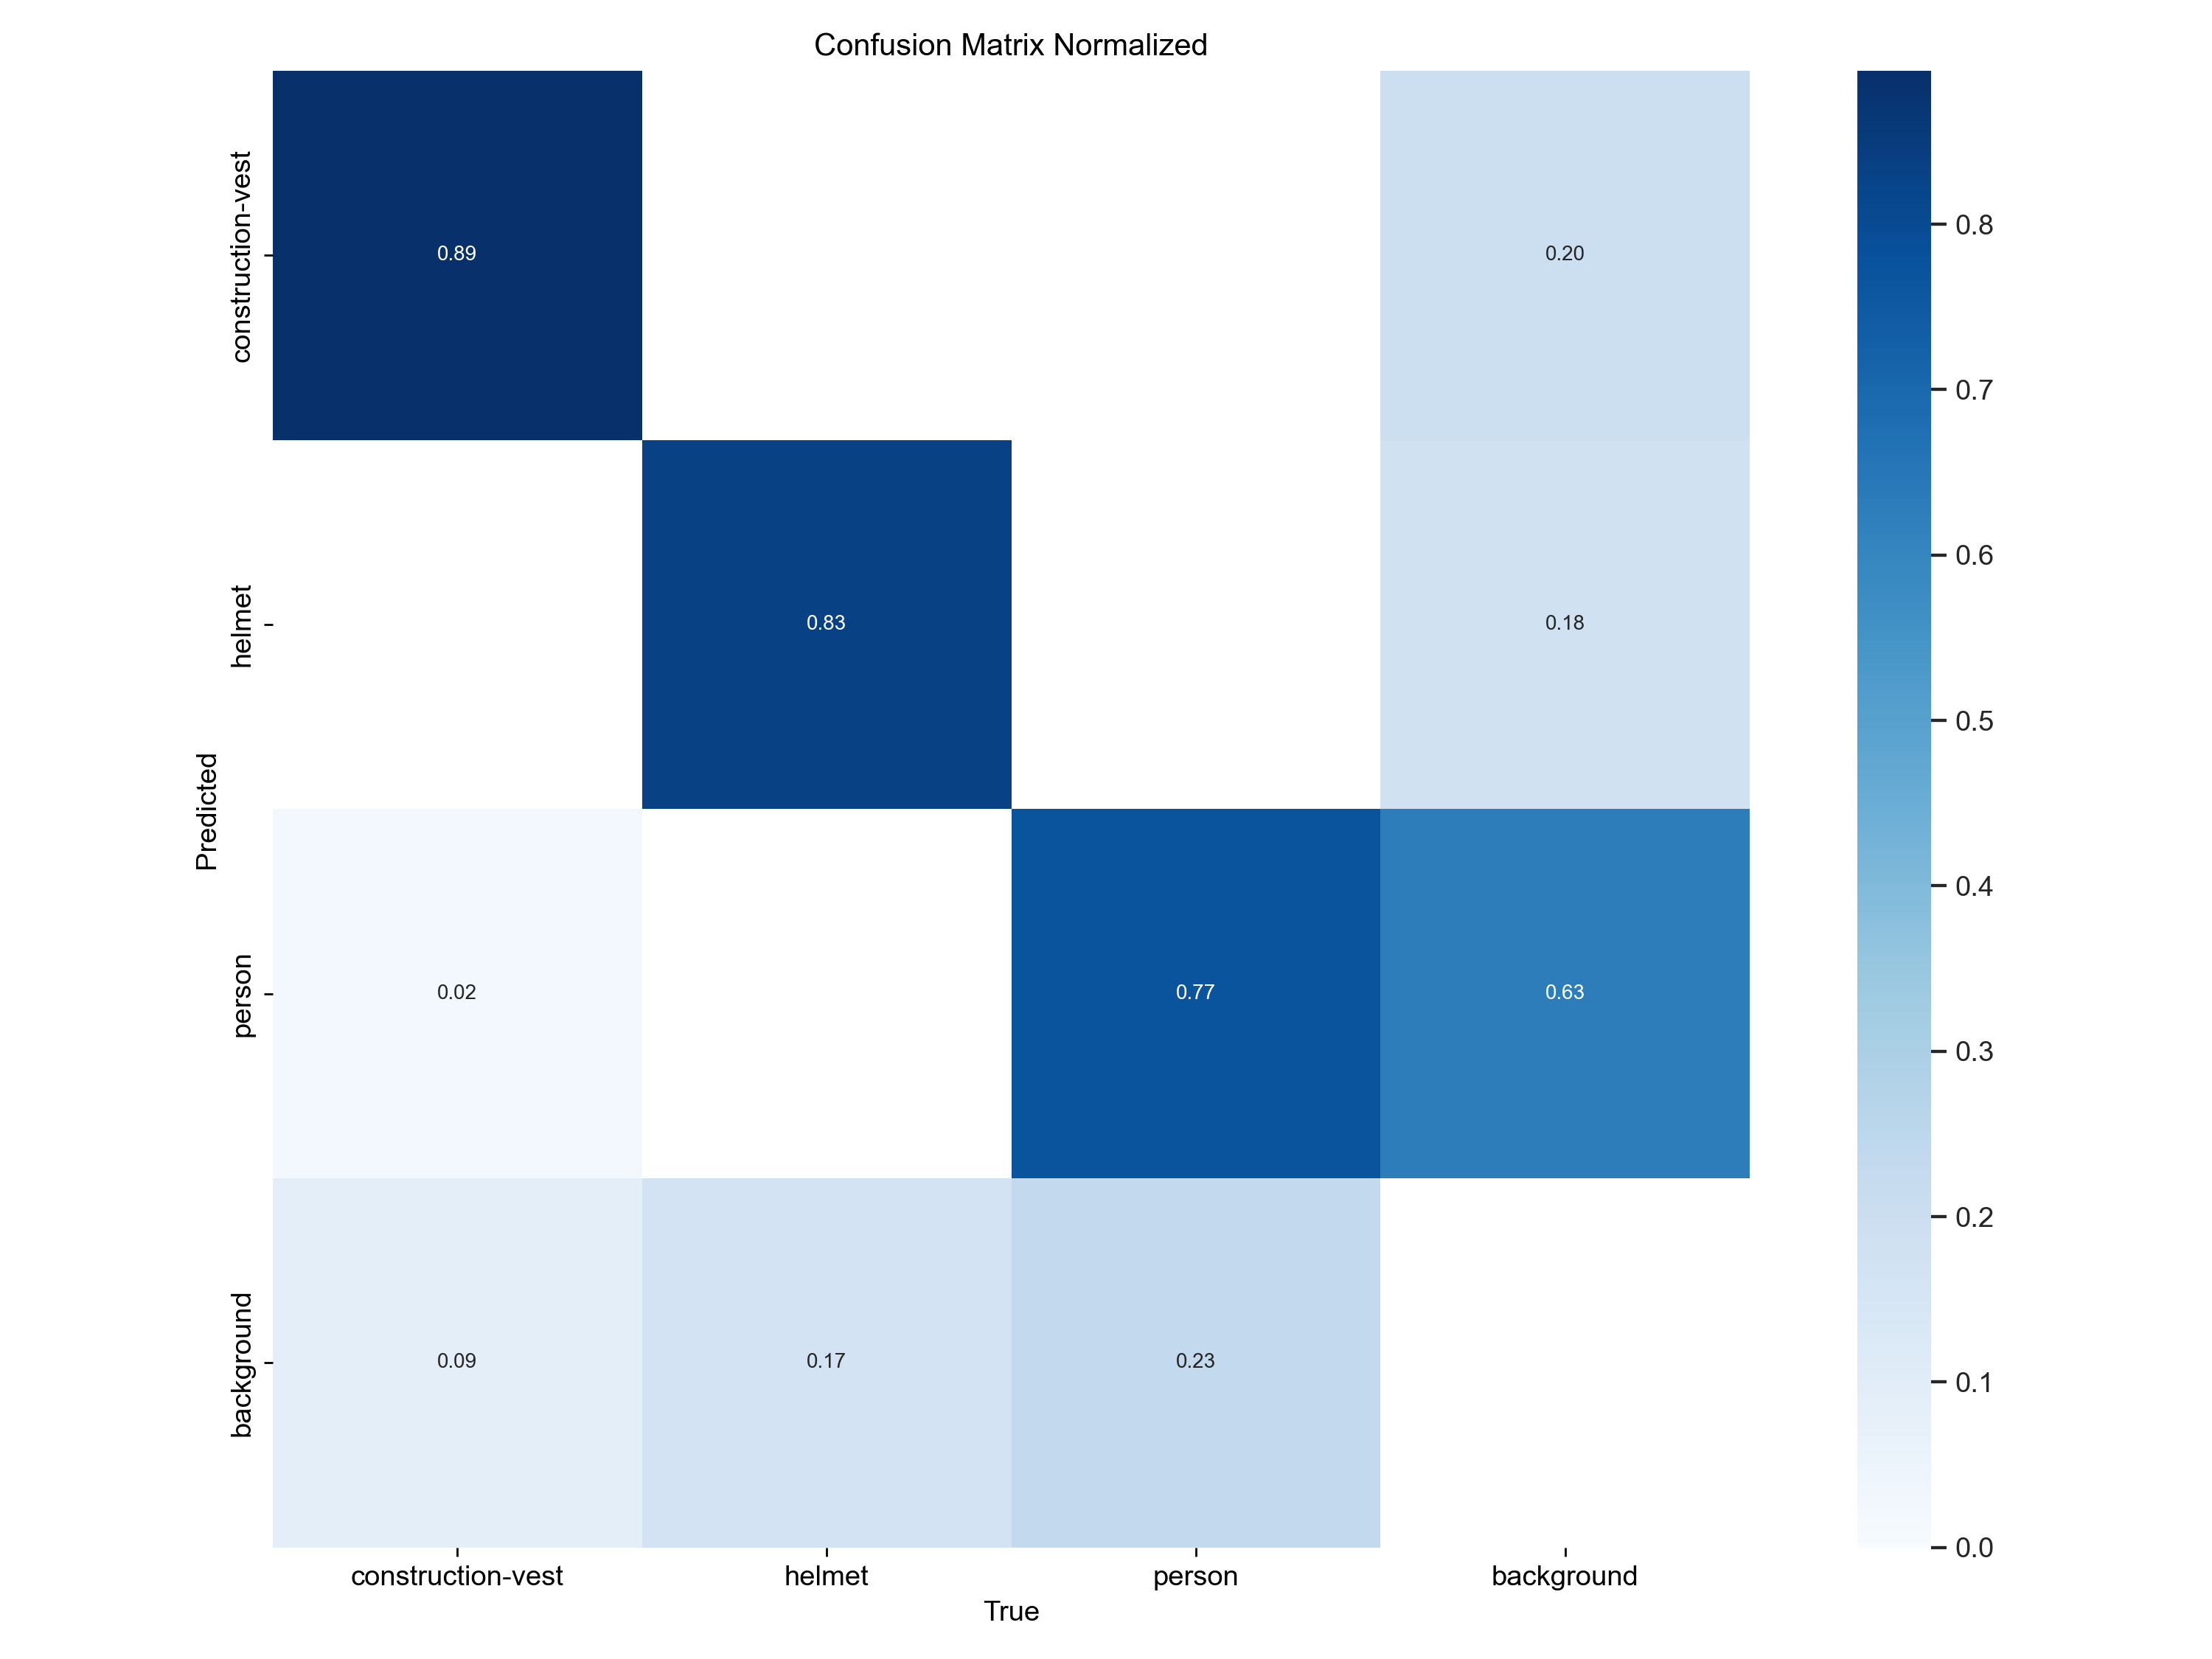 Confusion Matrix Normalized
construction-vest
0.89
0.20
helmet
0.83
0.18
person
0.02
0.77
0.63
background
0.09
0.17
0.23
Predicted
construction-vest
helmet
person
background
True
0.8
0.7
0.6
0.5
0.4
0.3
0.2
0.1
0.0